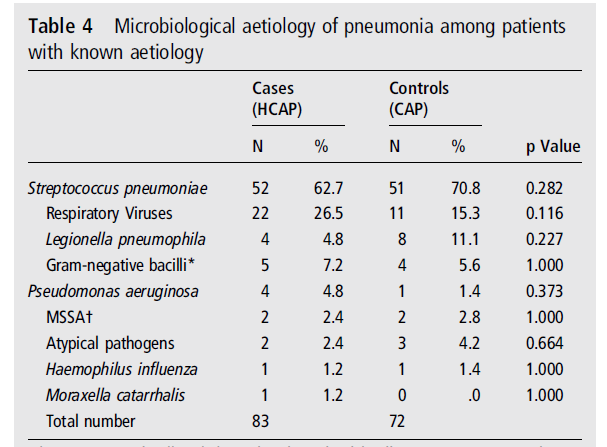 Table 4 Microbiological aetiology of pneumonia among patients
with known aetiology
Cases Controls
(HCAP) (CAP)
N % N % p Value
Streptococcus pneumoniae 52 62.7 51 70.8 0.282
Respiratory Viruses 22 26.5 11 15.3 0.116
Legionella pneumophila 4 4.8 8 11.1 0.227
Gram-negative bacilli* 5 7.2 4 5.6 1.000
Pseudomonas aeruginosa 4 4.8 1 1.4 0.373
MSSA† 2 2.4 2 2.8 1.000
Atypical pathogens 2 2.4 3 4.2 0.664
Haemophilus influenza 1 1.2 1 1.4 1.000
Moraxella catarrhalis 1 1.2 0 .0 1.000
Total number 83 72